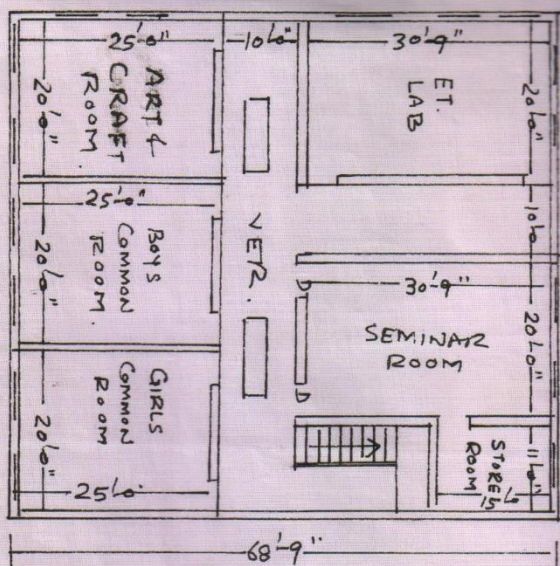 25'-0"
20'-0"
ART &
CRAFT
ROOM.
10'-0"
30'-9"
20'-0"
ET.
LAB
25'-0"
20'-0"
BOYS
COMMON
ROOM.
VER.
10'-0"
30'-9"
20'-0"
SEMINAR
ROOM
D
D
20'-0"
GIRLS
COMMON
ROOM
25'-0"
STORE
ROOM
11'-0"
68'-9"